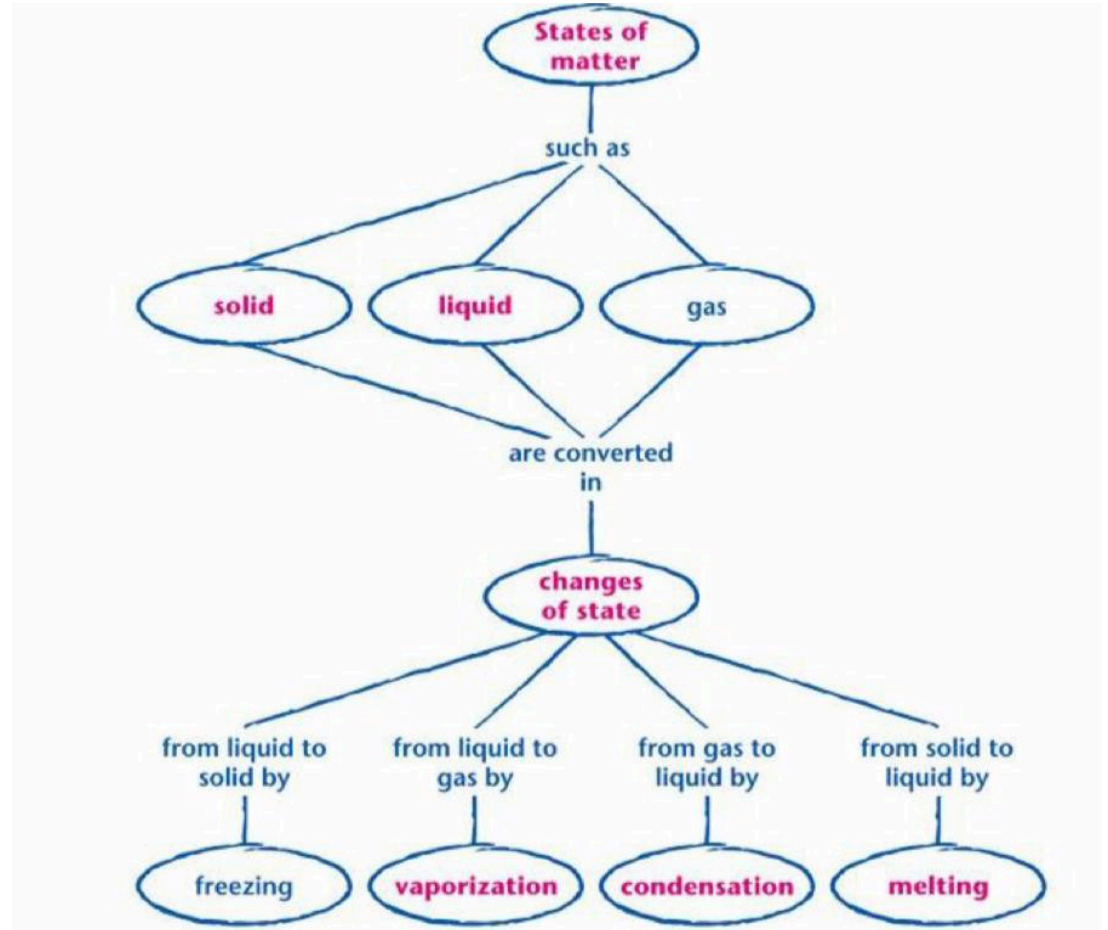 States of
matter
such as
solid
liquid
gas
are converted
in
changes
of state
from liquid to
solid by
from liquid to
gas by
from gas to
liquid by
from solid to
liquid by
freezing
vaporization
condensation
melting